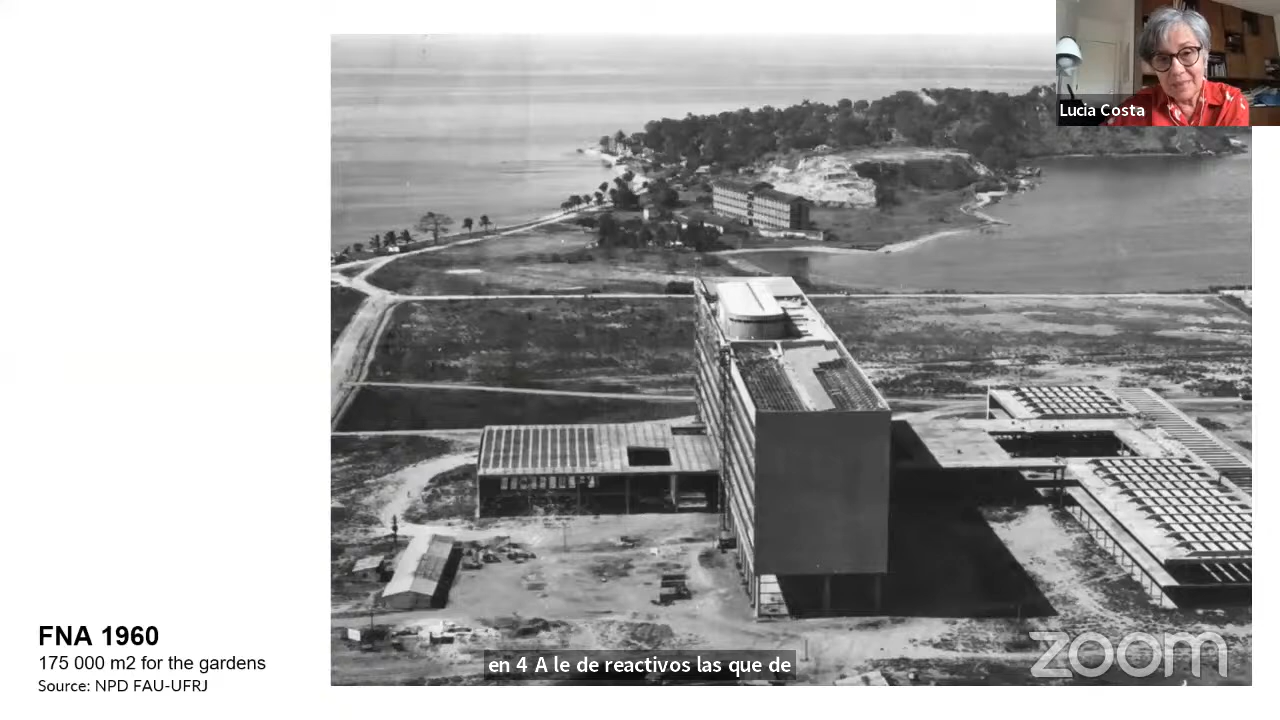 Lucia Costa
FNA 1960
175 000 m2 for the gardens
Source: NPD FAU-UFRJ
en 4 A le de reactivos las que de
zoom